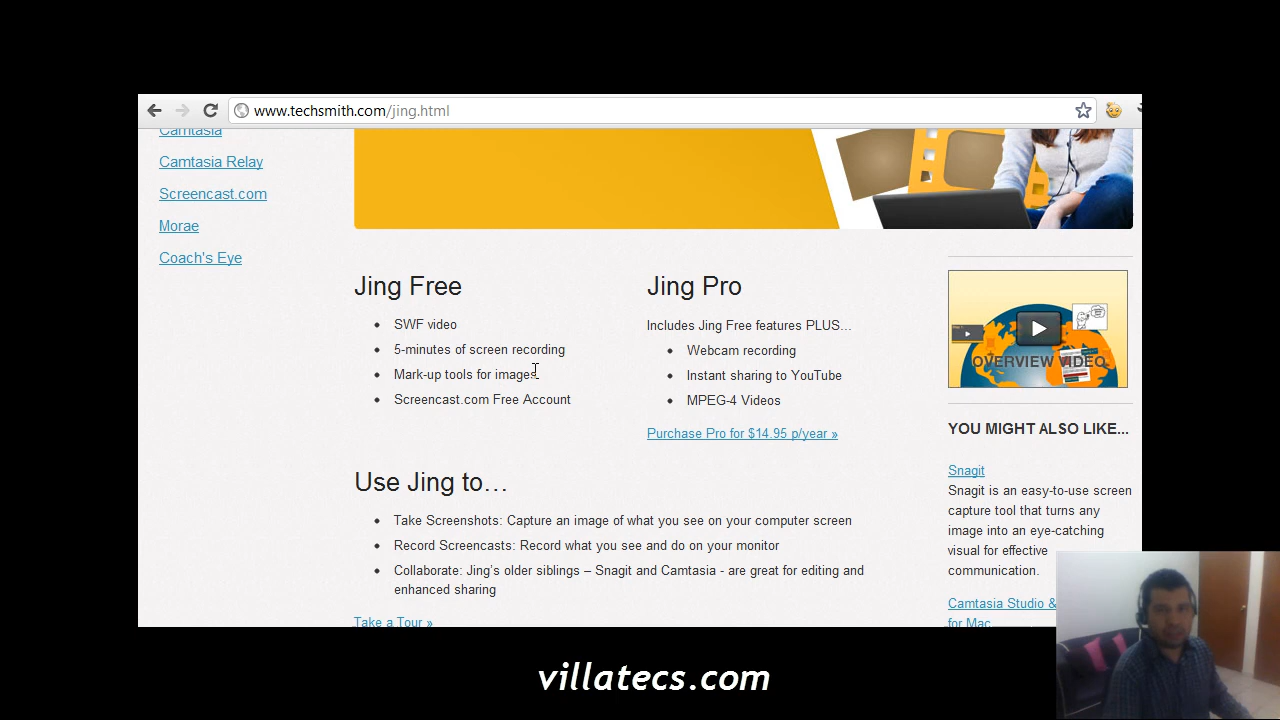 www.techsmith.com/jing.html
Camtasia
Camtasia Relay
Screencast.com
Morae
Coach's Eye
Jing Free
SWF video
5-minutes of screen recording
Mark-up tools for images
Screencast.com Free Account
Jing Pro
Includes Jing Free features PLUS...
Webcam recording
Instant sharing to YouTube
MPEG-4 Videos
Purchase Pro for $14.95 p/year »
Use Jing to…
Take Screenshots: Capture an image of what you see on your computer screen
Record Screencasts: Record what you see and do on your monitor
Collaborate: Jing’s older siblings – Snagit and Camtasia - are great for editing and
enhanced sharing
Take a Tour »
OVERVIEW VIDEO
YOU MIGHT ALSO LIKE...
Snagit
Snagit is an easy-to-use screen
capture tool that turns any
image into an eye-catching
visual for effective
communication.
Camtasia Studio &
for Mac
villatecs.com